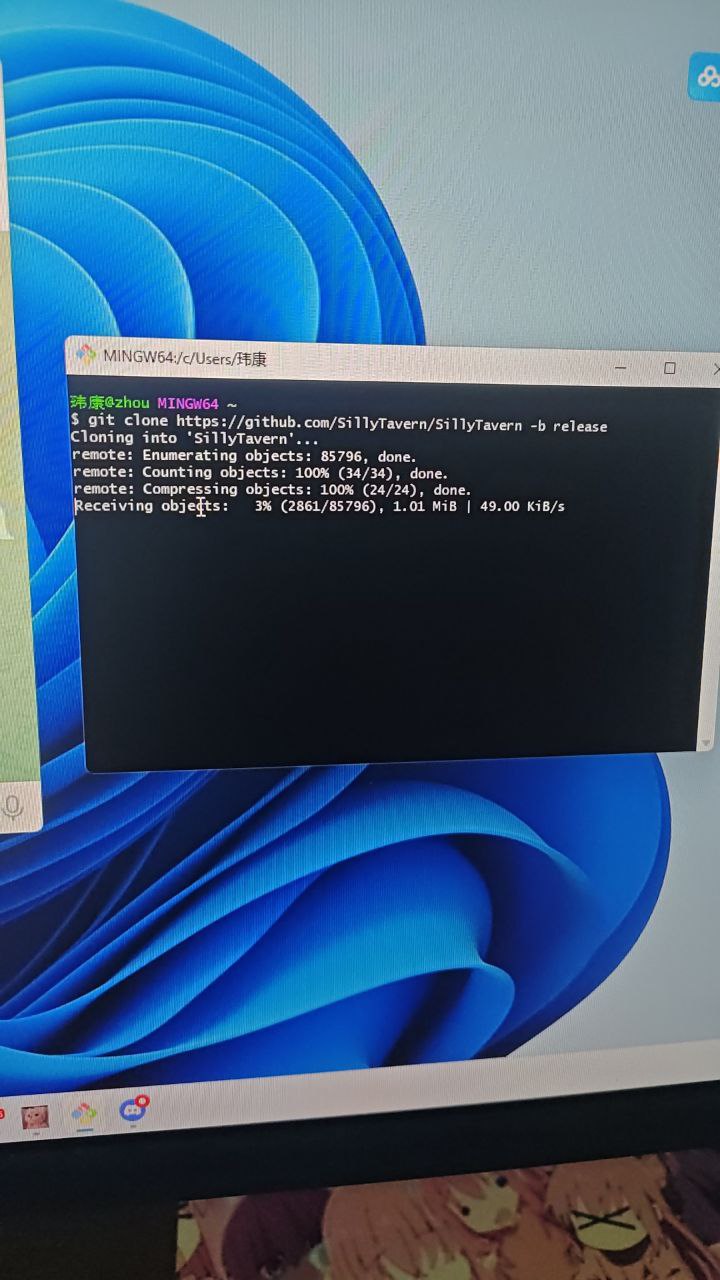 MINGW64:/c/Users/玮康
玮康@zhou MINGW64 ~
$ git clone https://github.com/SillyTavern/SillyTavern -b release
Cloning into 'SillyTavern'...
remote: Enumerating objects: 85796, done.
remote: Counting objects: 100% (34/34), done.
remote: Compressing objects: 100% (24/24), done.
Receiving objects:   3% (2861/85796), 1.01 MiB | 49.00 KiB/s